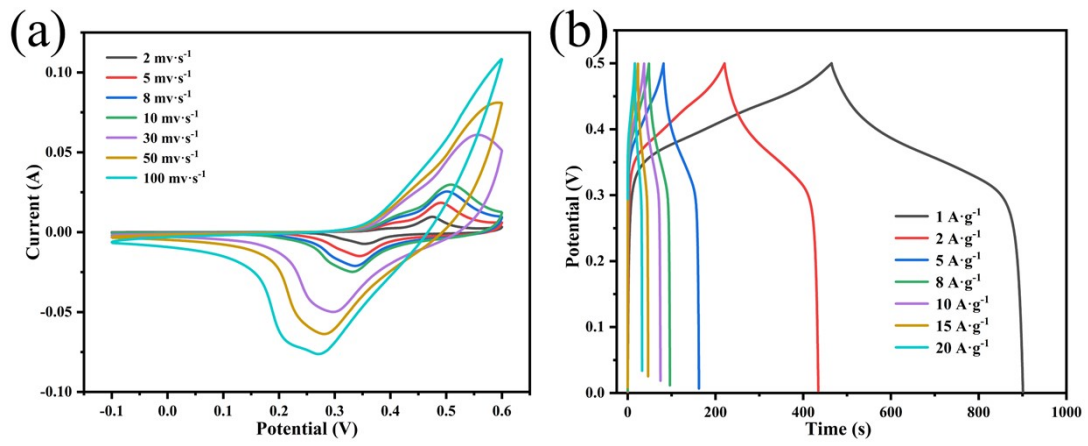 (a)
2 mv·s⁻¹
5 mv·s⁻¹
8 mv·s⁻¹
10 mv·s⁻¹
30 mv·s⁻¹
50 mv·s⁻¹
100 mv·s⁻¹
0.10
0.05
0.00
-0.05
-0.10
Current (A)
-0.1 0.0 0.1 0.2 0.3 0.4 0.5 0.6
Potential (V)
(b)
0.5
0.4
0.3
0.2
0.1
0.0
Potential (V)
1 A·g⁻¹
2 A·g⁻¹
5 A·g⁻¹
8 A·g⁻¹
10 A·g⁻¹
15 A·g⁻¹
20 A·g⁻¹
0 200 400 600 800 1000
Time (s)